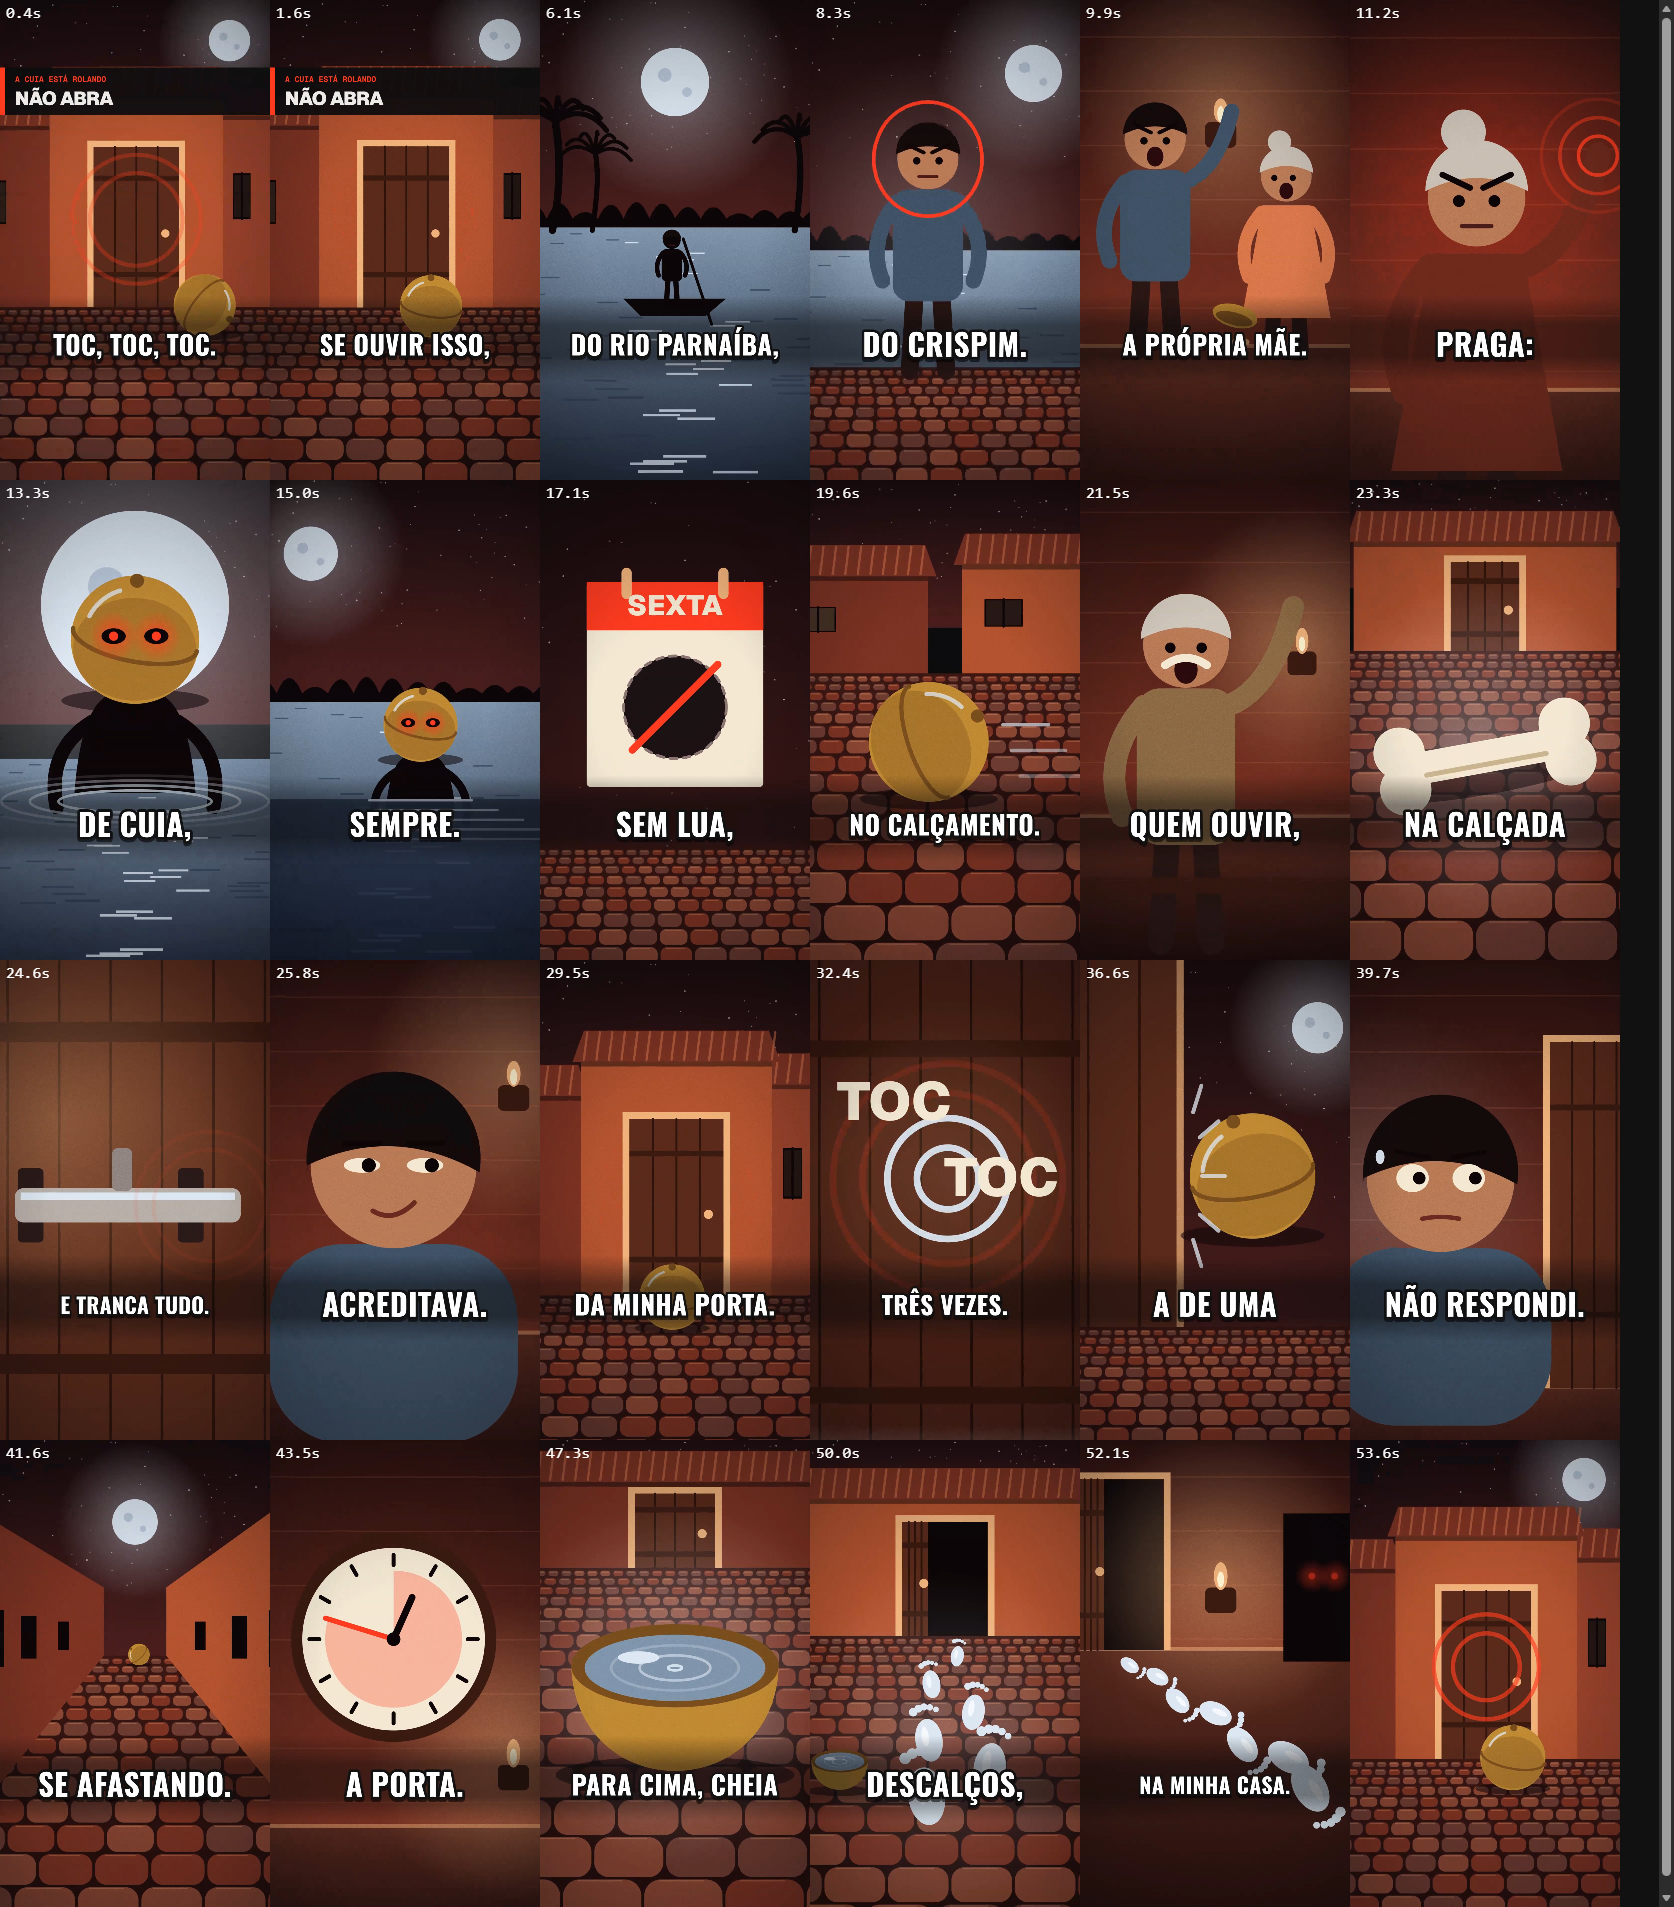 0.4s
A CUIA ESTÁ ROLANDO
NÃO ABRA
TOC, TOC, TOC.
1.6s
A CUIA ESTÁ ROLANDO
NÃO ABRA
SE OUVIR ISSO,
6.1s
DO RIO PARNAÍBA,
8.3s
DO CRISPIM.
9.9s
A PRÓPRIA MÃE.
11.2s
PRAGA:
13.3s
DE CUIA,
15.0s
SEMPRE.
17.1s
SEXTA
SEM LUA,
19.6s
NO CALÇAMENTO.
21.5s
QUEM OUVIR,
23.3s
NA CALÇADA
24.6s
E TRANCA TUDO.
25.8s
ACREDITAVA.
29.5s
DA MINHA PORTA.
32.4s
TOC
TOC
TRÊS VEZES.
36.6s
A DE UMA
39.7s
NÃO RESPONDI.
41.6s
SE AFASTANDO.
43.5s
A PORTA.
47.3s
PARA CIMA, CHEIA
50.0s
DESCALÇOS,
52.1s
NA MINHA CASA.
53.6s